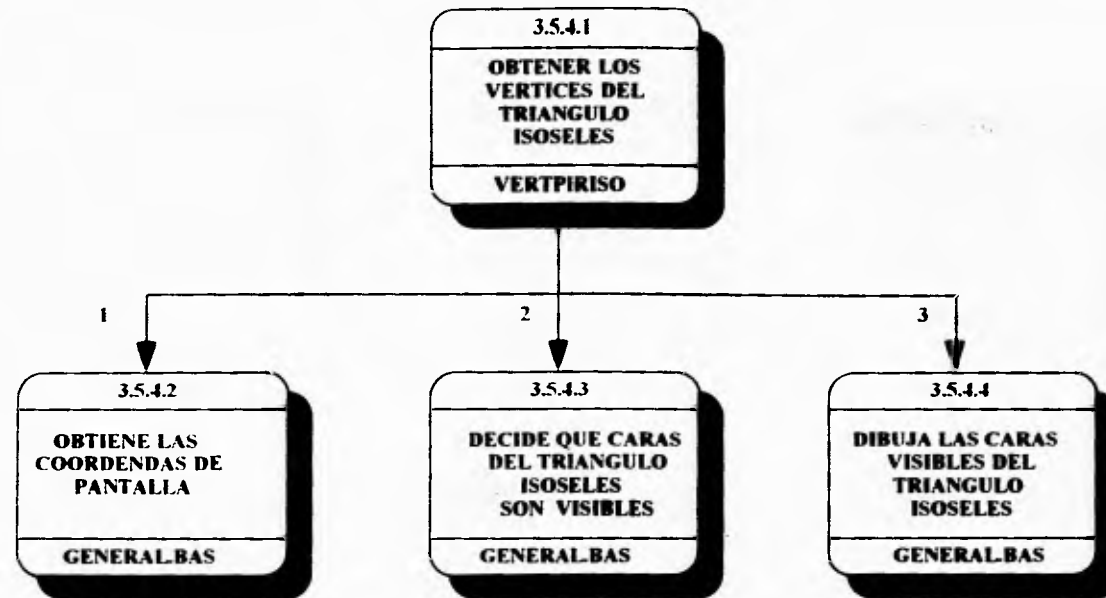 3.5.4.1
OBTENER LOS
VERTICES DEL
TRIANGULO
ISOSELES
VERTPIRISO
1
2
3
3.5.4.2
OBTIENE LAS
COORDENDAS DE
PANTALLA
GENERAL.BAS
3.5.4.3
DECIDE QUE CARAS
DEL TRIANGULO
ISOSELES
SON VISIBLES
GENERAL.BAS
3.5.4.4
DIBUJA LAS CARAS
VISIBLES DEL
TRIANGULO
ISOSELES
GENERAL.BAS